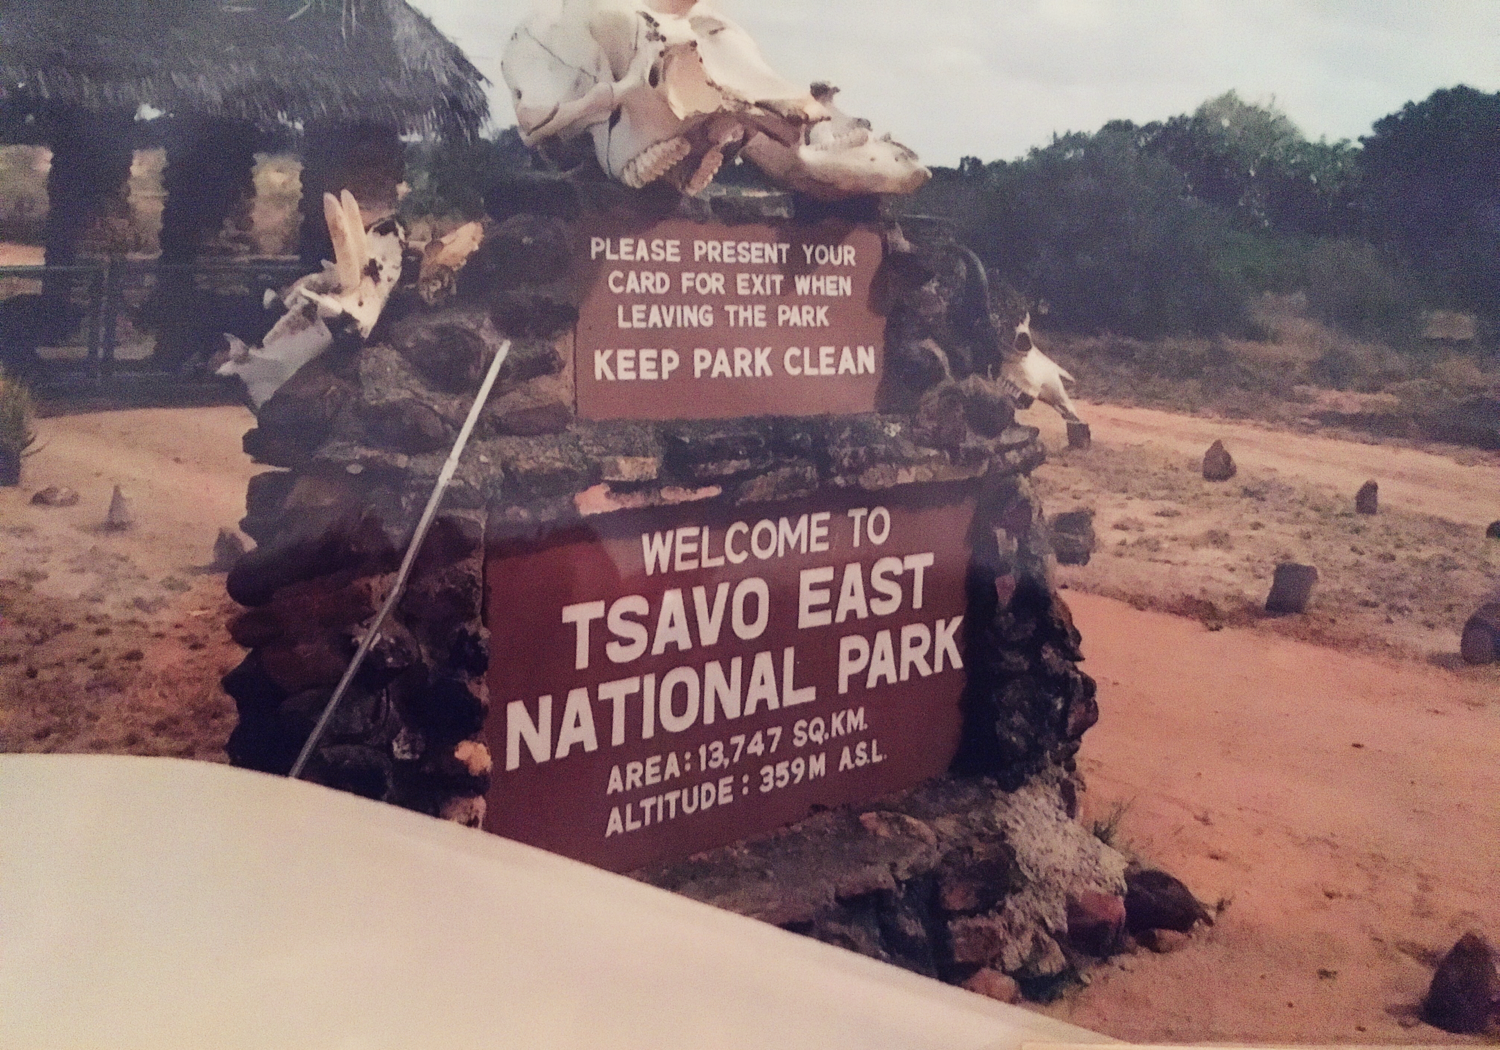 PLEASE PRESENT YOUR
CARD FOR EXIT WHEN
LEAVING THE PARK
KEEP PARK CLEAN
WELCOME TO
TSAVO EAST
NATIONAL PARK
AREA: 13,747 SQ.KM.
ALTITUDE: 359M A.S.L.